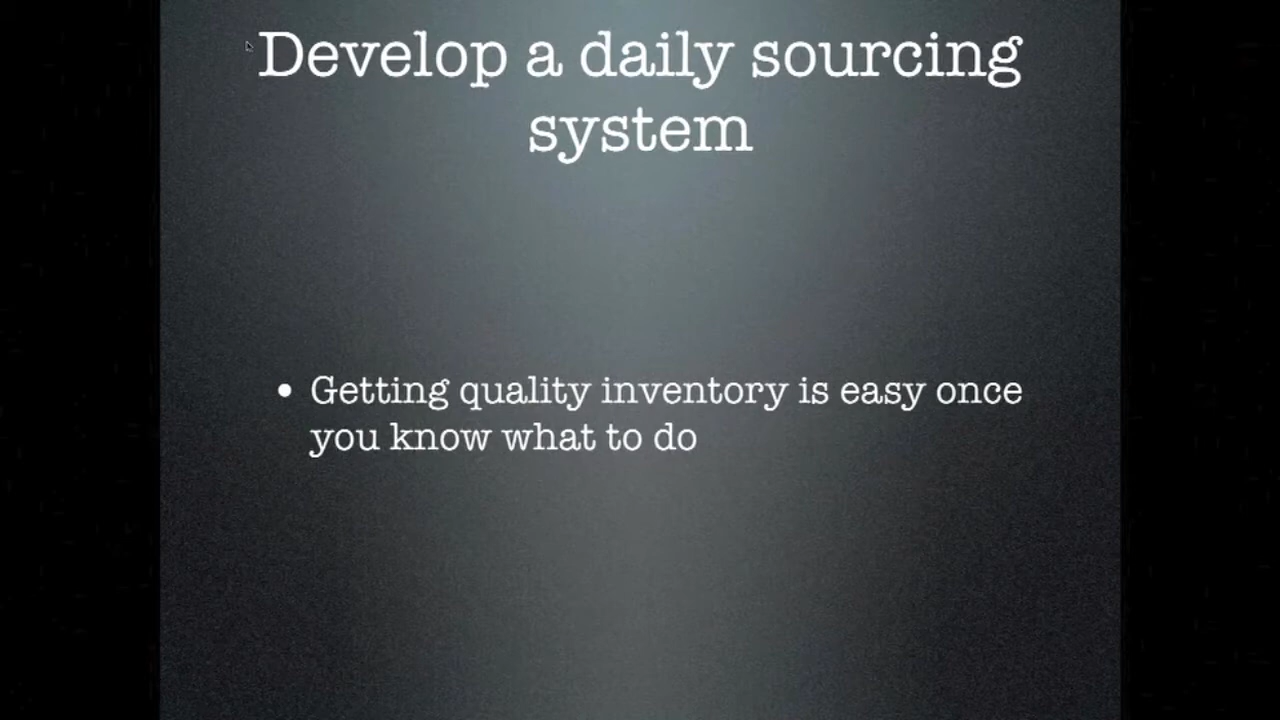 Develop a daily sourcing
system
• Getting quality inventory is easy once
you know what to do